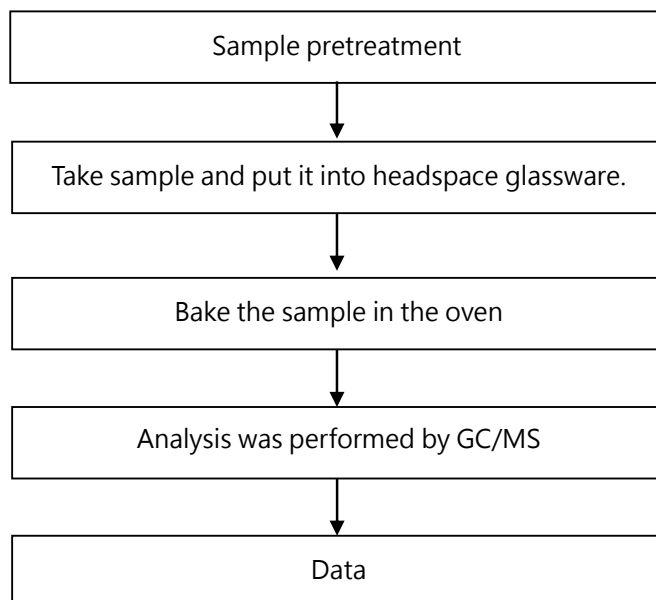 Sample pretreatment
Take sample and put it into headspace glassware.
Bake the sample in the oven
Analysis was performed by GC/MS
Data